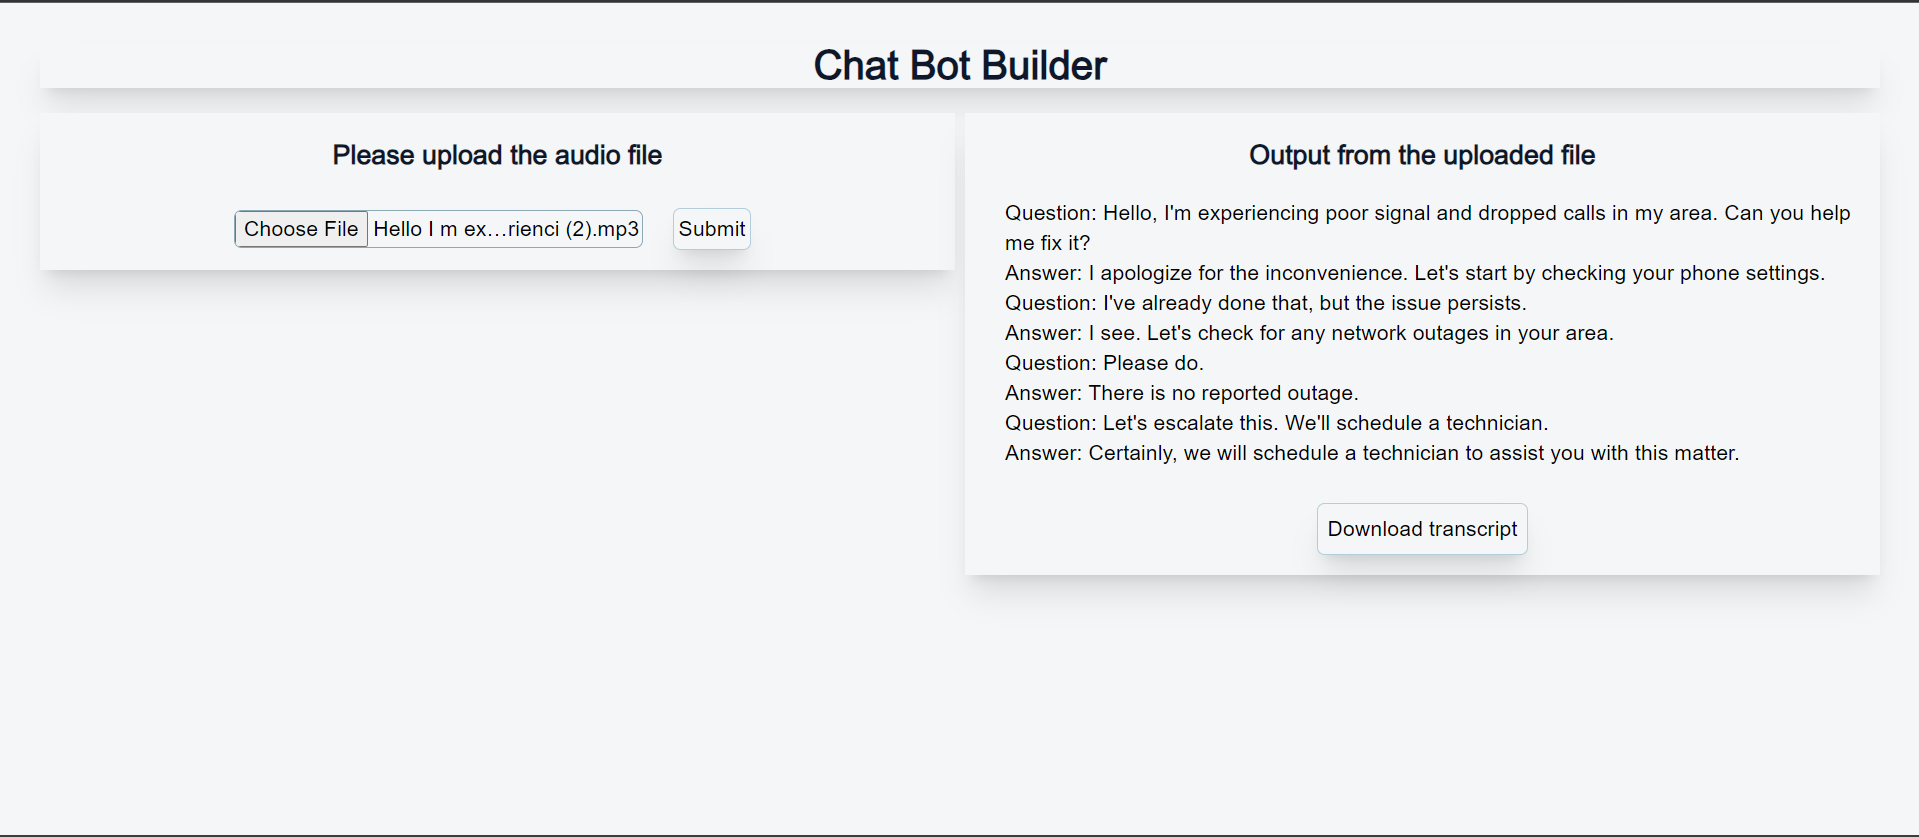 Chat Bot Builder
Please upload the audio file
Choose File Hello I m ex...rienci (2).mp3 Submit
Output from the uploaded file
Question: Hello, I'm experiencing poor signal and dropped calls in my area. Can you help
me fix it?
Answer: I apologize for the inconvenience. Let's start by checking your phone settings.
Question: I've already done that, but the issue persists.
Answer: I see. Let's check for any network outages in your area.
Question: Please do.
Answer: There is no reported outage.
Question: Let's escalate this. We'll schedule a technician.
Answer: Certainly, we will schedule a technician to assist you with this matter.
Download transcript